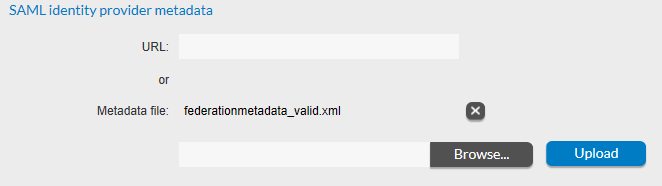 SAML identity provider metadata
URL:
or
Metadata file: federationmetadata_valid.xml
Browse... Upload